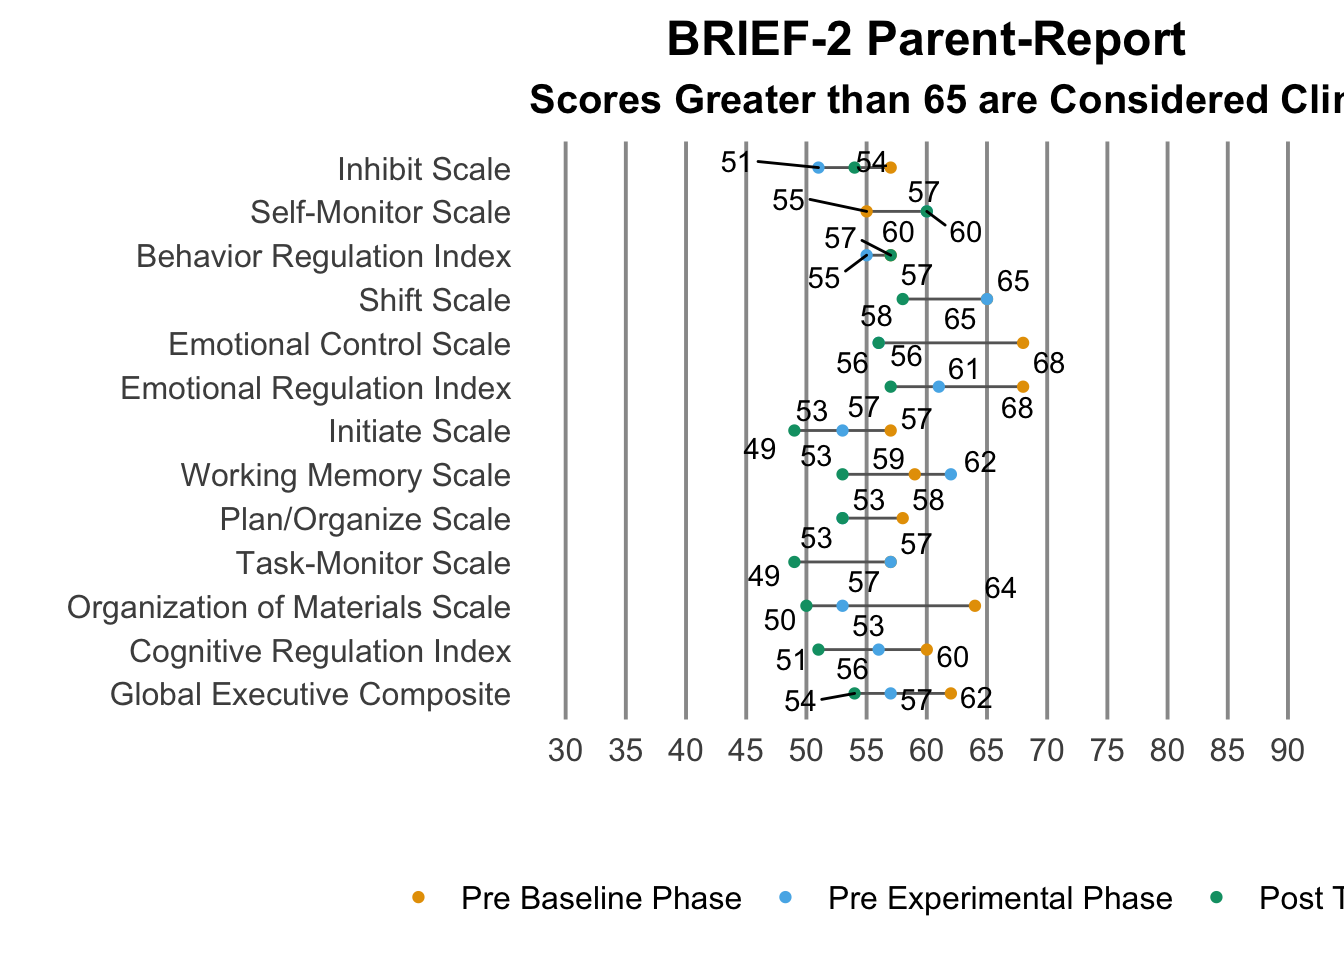 BRIEF-2 Parent-Report
Scores Greater than 65 are Considered Clin
Inhibit Scale
51
54
Self-Monitor Scale
55
57
60
Behavior Regulation Index
57
60
55
57
Shift Scale
65
58
65
Emotional Control Scale
56
56
68
Emotional Regulation Index
61
68
Initiate Scale
53
57
57
49
Working Memory Scale
53
59
62
Plan/Organize Scale
53
58
53
Task-Monitor Scale
57
49
57
Organization of Materials Scale
64
50
53
Cognitive Regulation Index
51
56
60
Global Executive Composite
54
57
62
30 35 40 45 50 55 60 65 70 75 80 85 90
Pre Baseline Phase Pre Experimental Phase Post T